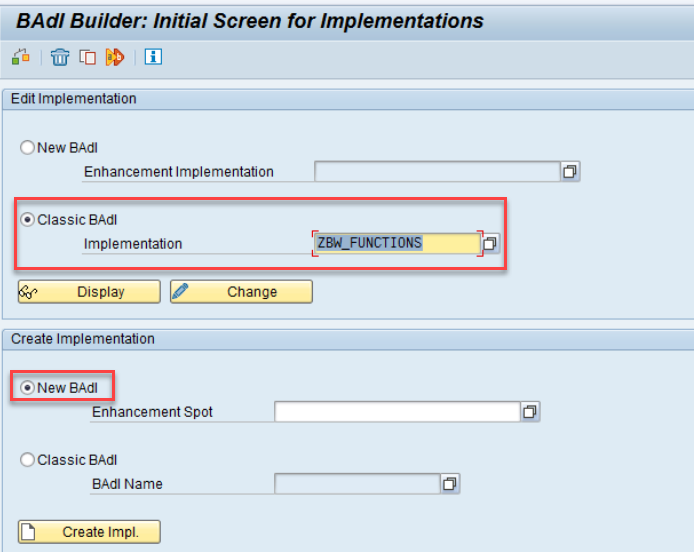 BAdI Builder: Initial Screen for Implementations
Edit Implementation
New BAdI
Enhancement Implementation
Classic BAdI
Implementation ZBW_FUNCTIONS
Display Change
Create Implementation
New BAdI
Enhancement Spot
Classic BAdI
BAdI Name
Create Impl.